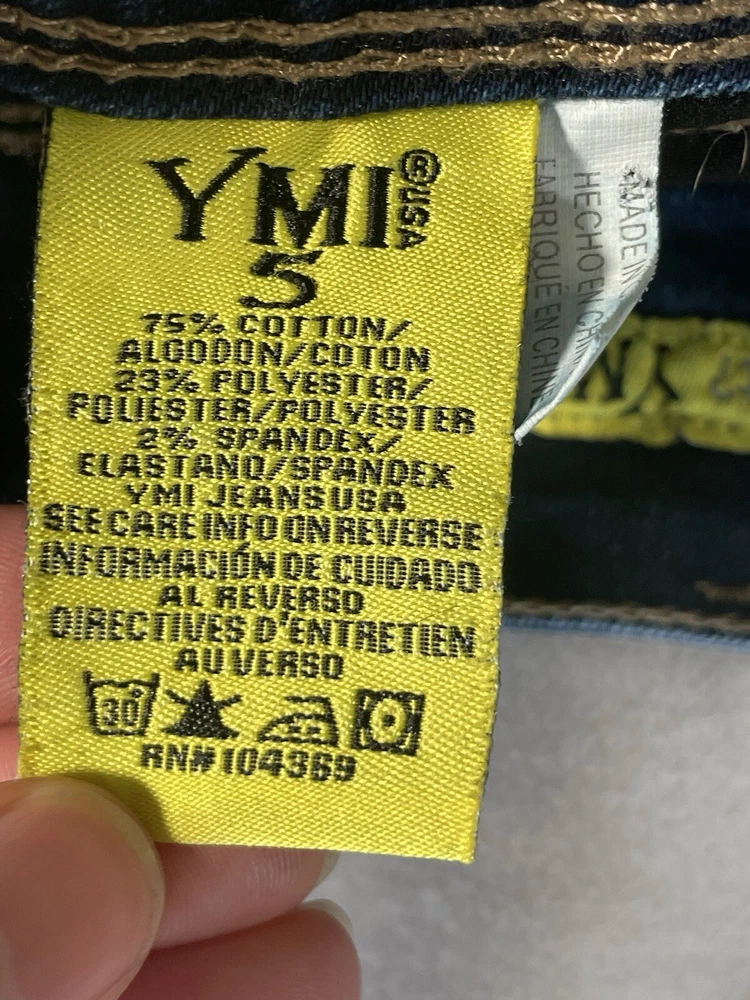 YMI® USA
5
75% COTTON/
ALGODON/COTON
23% POLYESTER/
POLIESTER/POLYESTER
2% SPANDEX/
ELASTANO/SPANDEX
YMI JEANS USA
SEE CARE INFO ON REVERSE
INFORMACIÓN DE CUIDADO
AL REVERSO
DIRECTIVES D'ENTRETIEN
AU VERSO
30°
RN# 104369
MADE IN
HECHO EN
FABRIQUÉ EN CHINE
YM